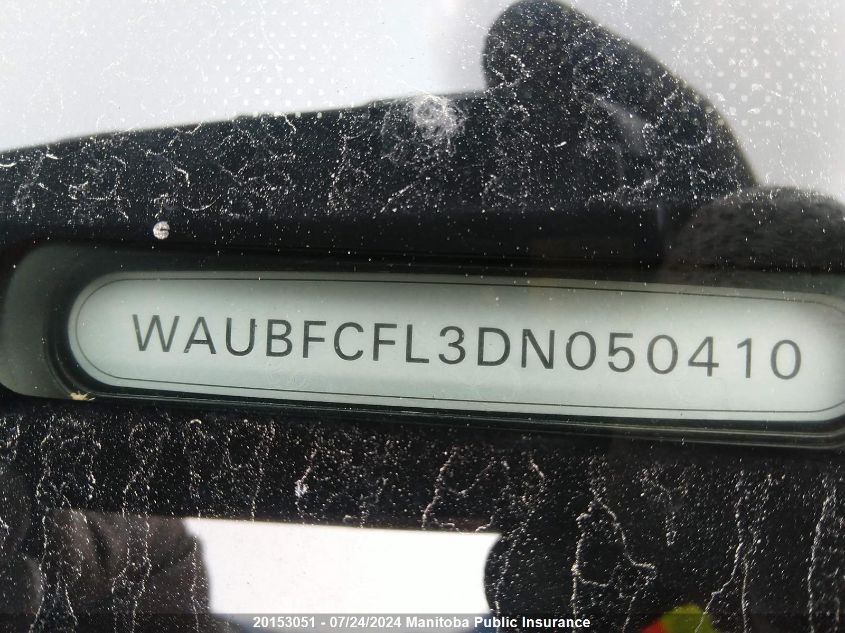 WAUBFCFL3DN050410
20153051 - 07/24/2024 Manitoba Public Insurance